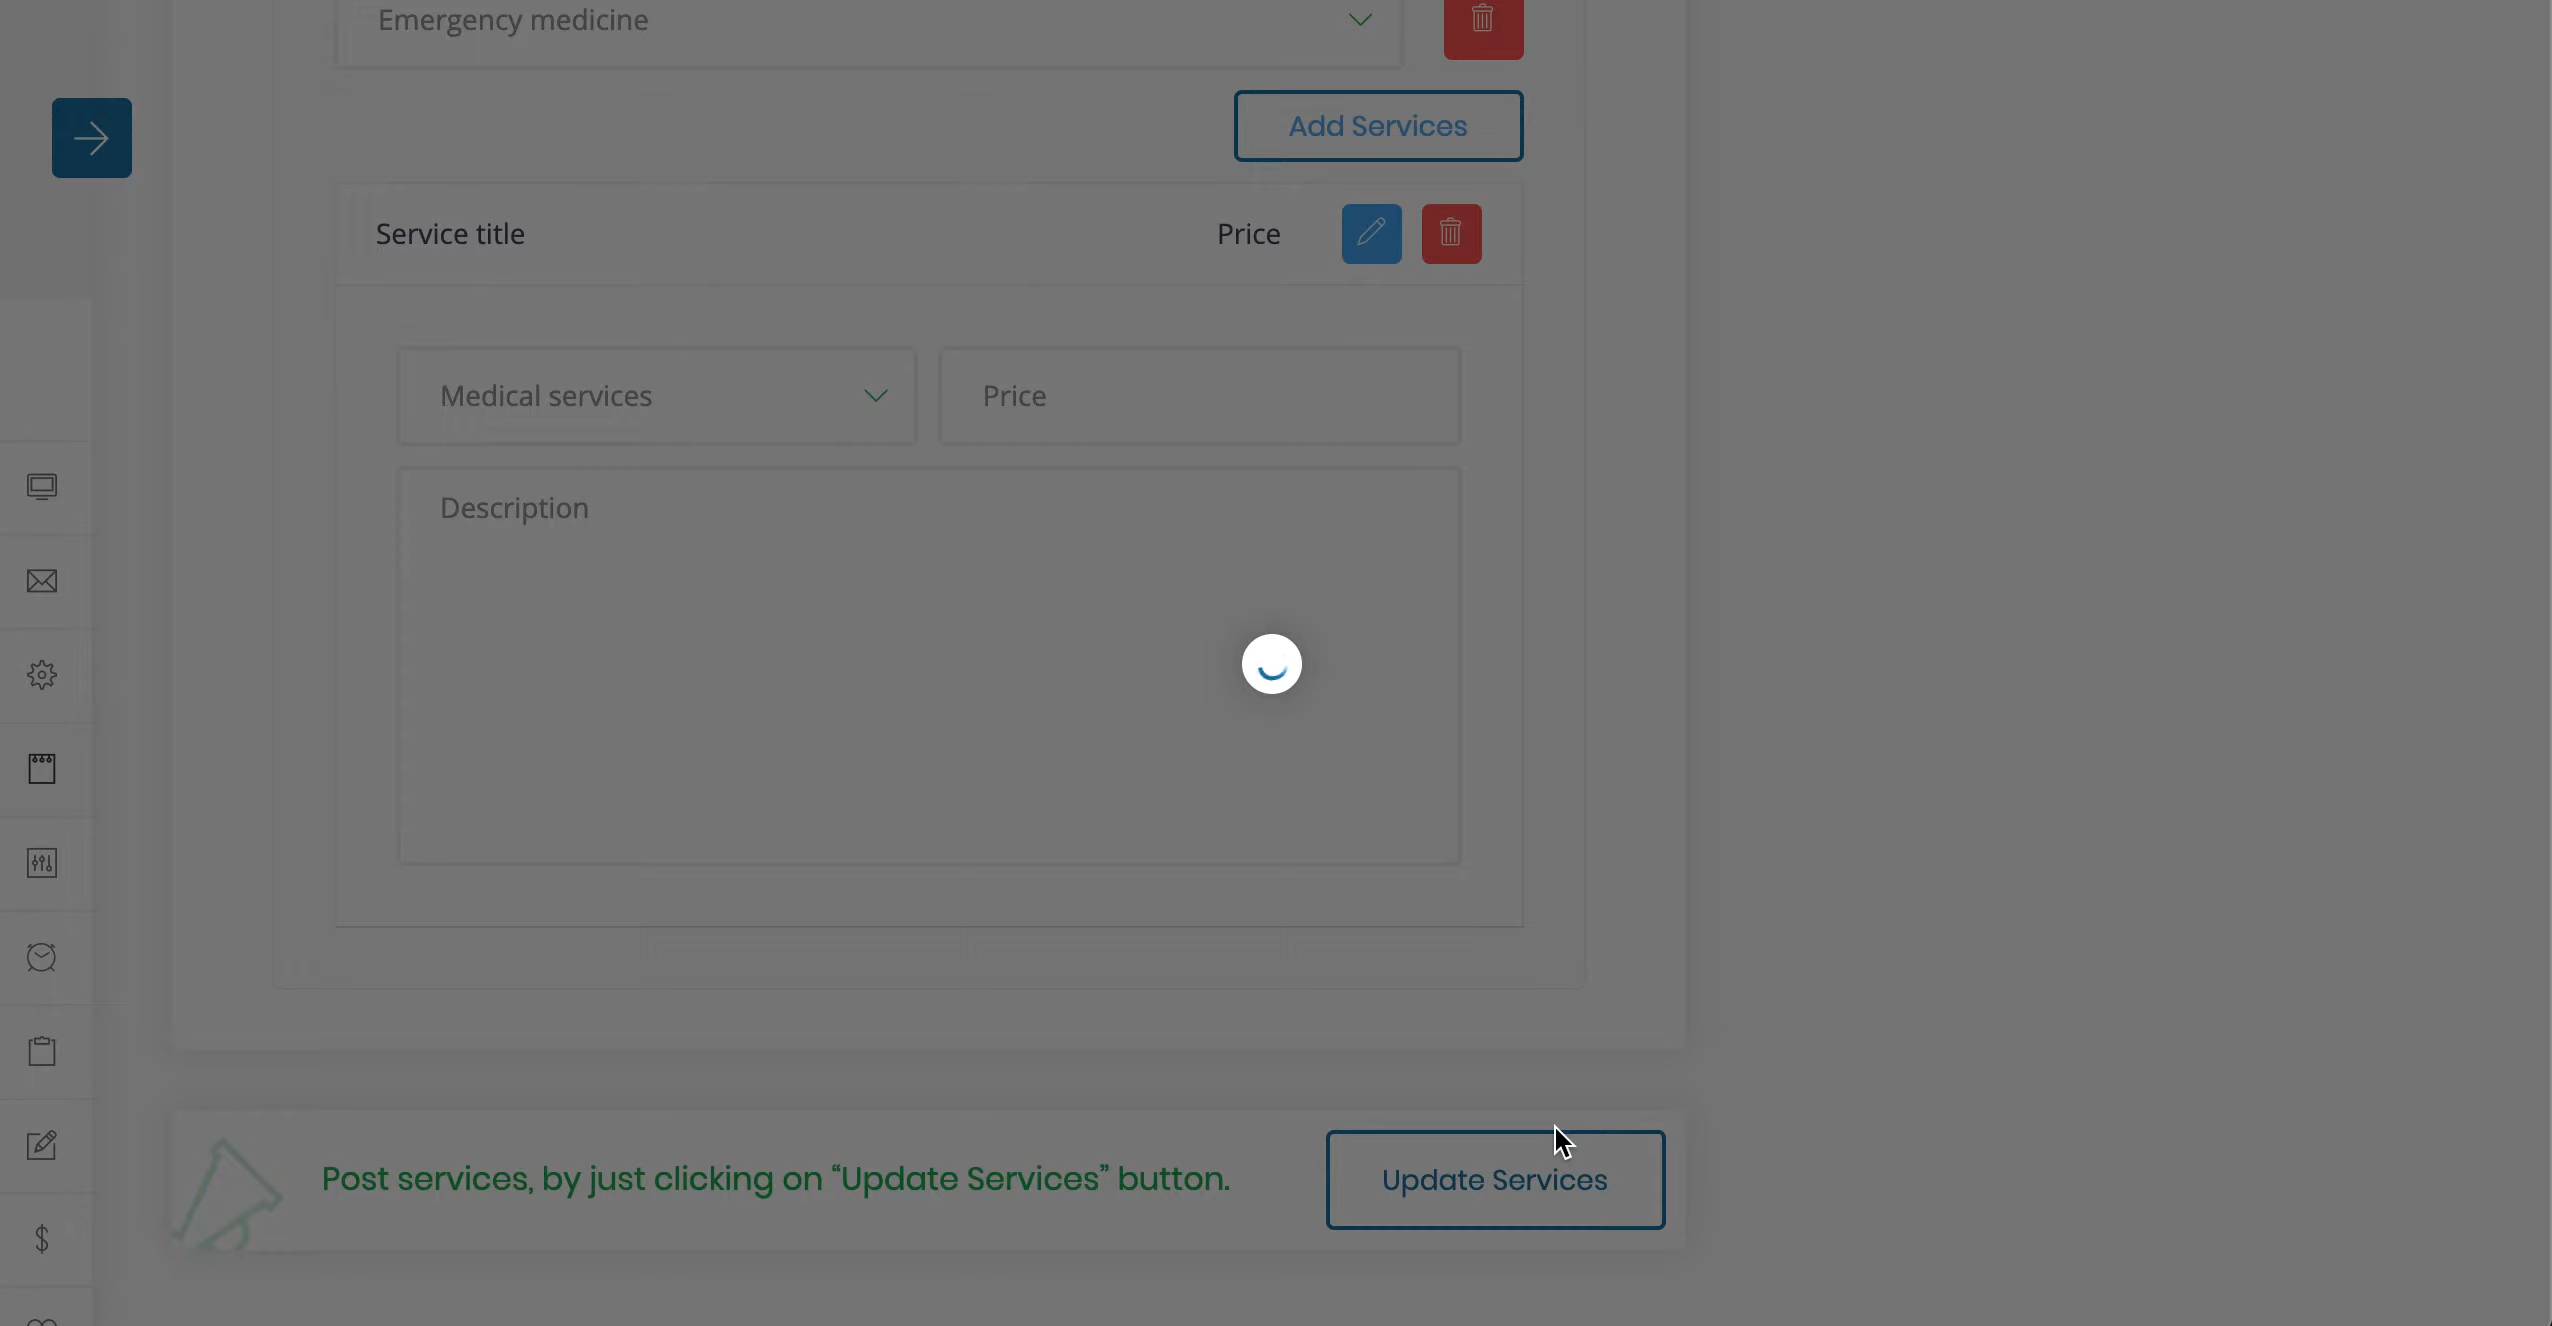 Emergency medicine
Add Services
Service title
Price
Medical services
Price
Description
Post services, by just clicking on “Update Services” button.
Update Services